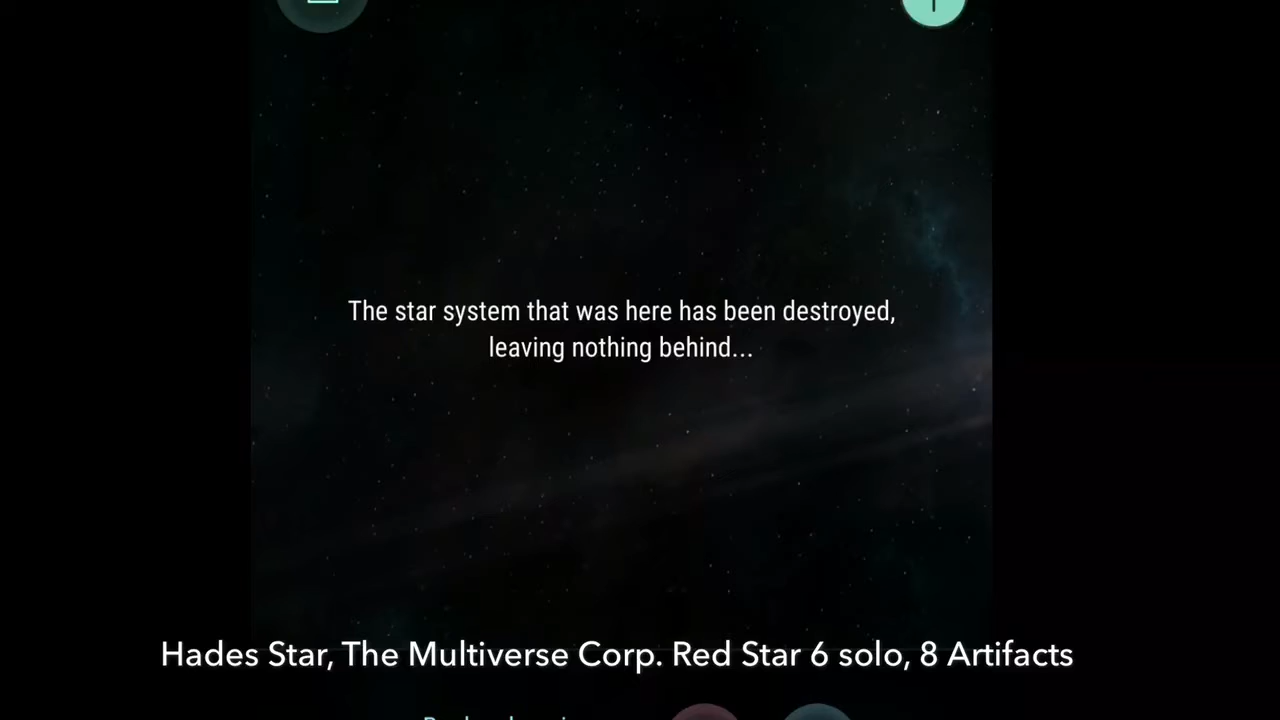 The star system that was here has been destroyed,
leaving nothing behind...
Hades Star, The Multiverse Corp. Red Star 6 solo, 8 Artifacts